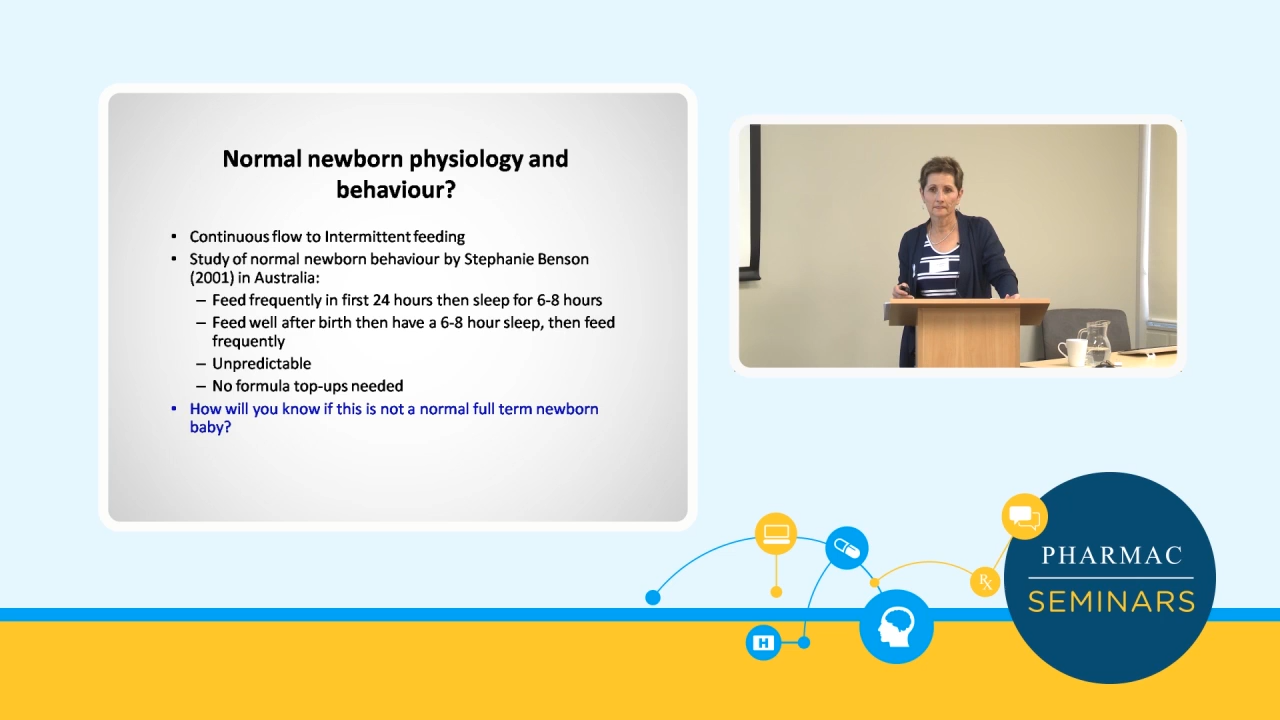 Normal newborn physiology and
behaviour?
• Continuous flow to Intermittent feeding
• Study of normal newborn behaviour by Stephanie Benson
(2001) in Australia:
– Feed frequently in first 24 hours then sleep for 6-8 hours
– Feed well after birth then have a 6-8 hour sleep, then feed
frequently
– Unpredictable
– No formula top-ups needed
• How will you know if this is not a normal full term newborn
baby?
H
Rx
PHARMAC
SEMINARS